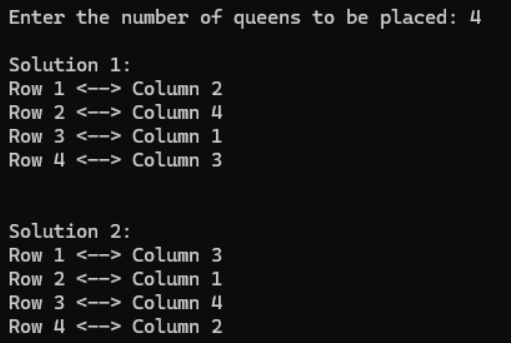 Enter the number of queens to be placed: 4
Solution 1:
Row 1 <--> Column 2
Row 2 <--> Column 4
Row 3 <--> Column 1
Row 4 <--> Column 3
Solution 2:
Row 1 <--> Column 3
Row 2 <--> Column 1
Row 3 <--> Column 4
Row 4 <--> Column 2